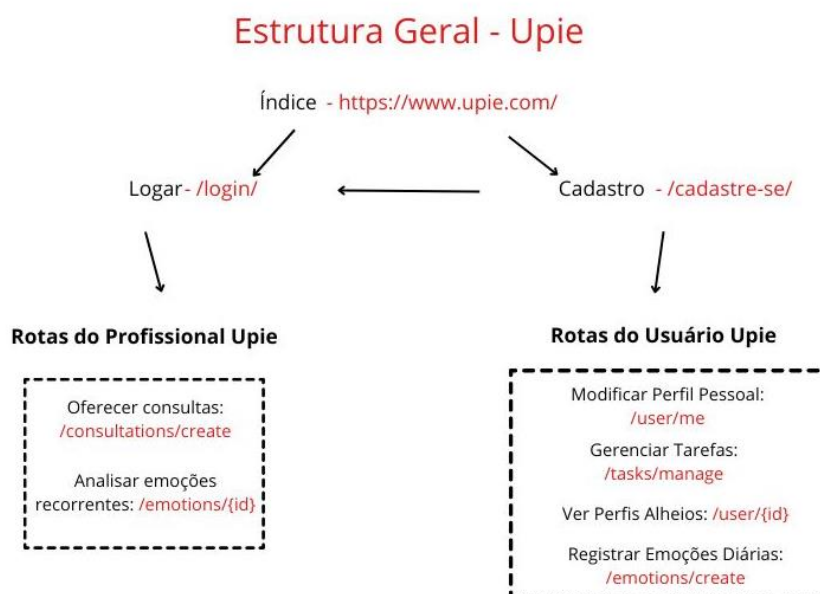 Estrutura Geral - Upie
Índice - https://www.upie.com/
Logar- /login/
Cadastro - /cadastre-se/
Rotas do Profissional Upie
Oferecer consultas:
/consultations/create
Analisar emoções
recorrentes: /emotions/{id}
Rotas do Usuário Upie
Modificar Perfil Pessoal:
/user/me
Gerenciar Tarefas:
/tasks/manage
Ver Perfis Alheios: /user/{id}
Registrar Emoções Diárias:
/emotions/create